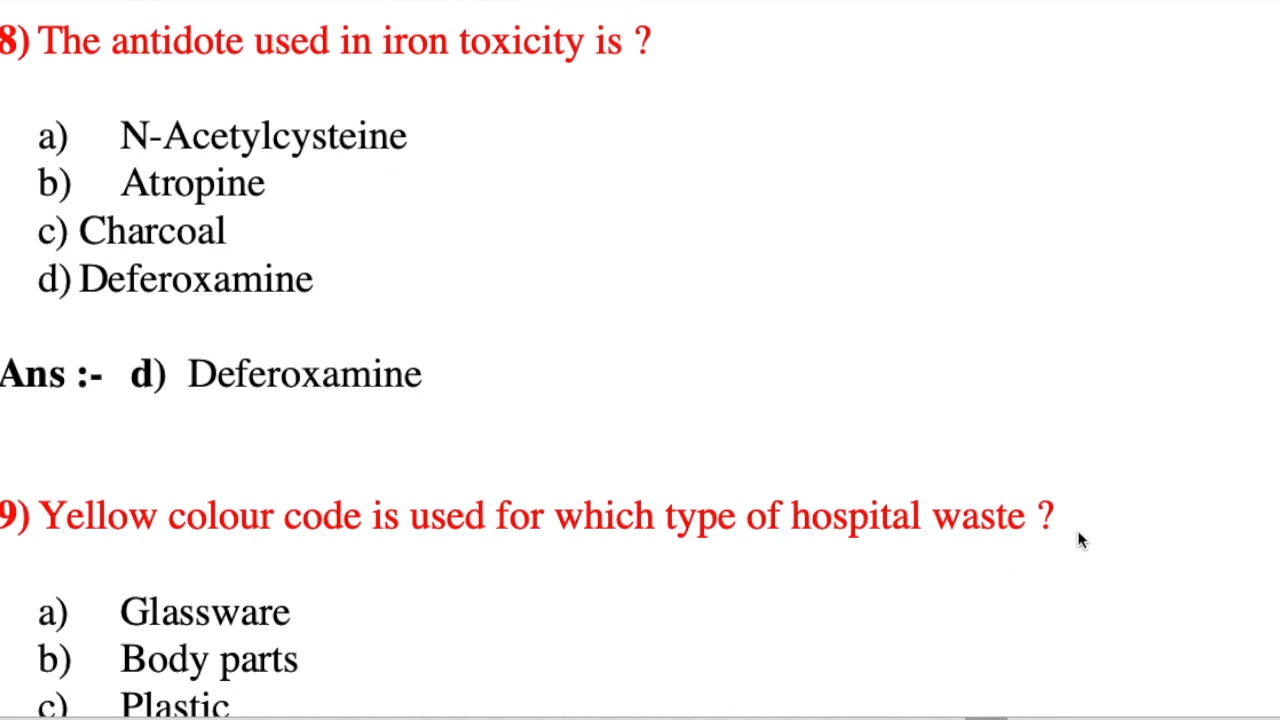 8) The antidote used in iron toxicity is ?
a) N-Acetylcysteine
b) Atropine
c) Charcoal
d) Deferoxamine
Ans :- d) Deferoxamine
9) Yellow colour code is used for which type of hospital waste ?
a) Glassware
b) Body parts
c) Plastic